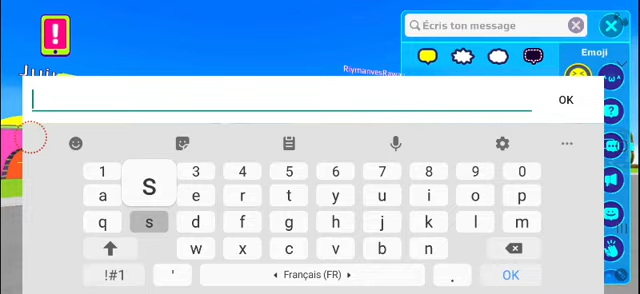 !
Écris ton message
Emoji
RiymanvesRawa
OK
1 3 4 5 6 7 8 9 0
S
a e r t y u i o p
q s d f g h j k l m
w x c v b n
!#1 ' Français (FR) . OK